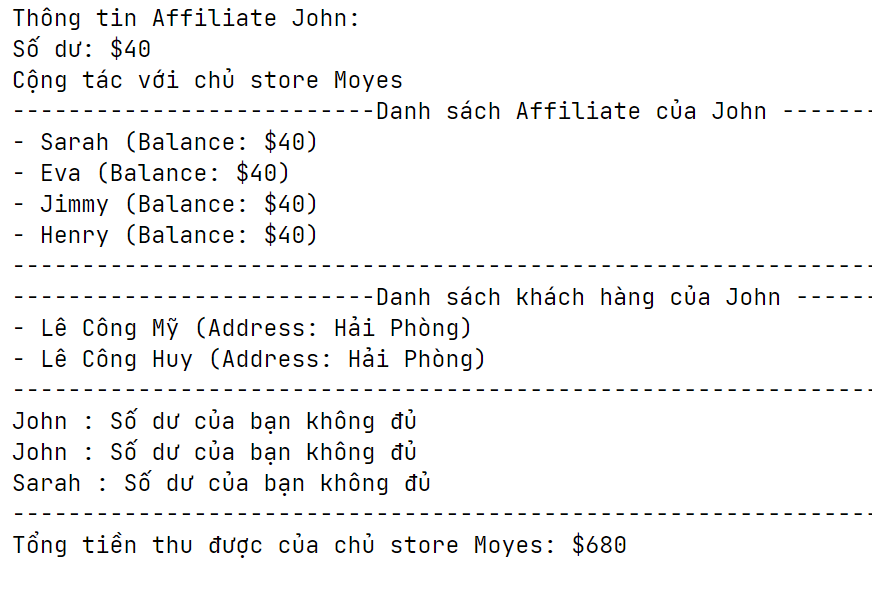 Thông tin Affiliate John:
Số dư: $40
Cộng tác với chủ store Moyes
--------------------------Danh sách Affiliate của John -------
- Sarah (Balance: $40)
- Eva (Balance: $40)
- Jimmy (Balance: $40)
- Henry (Balance: $40)
--------------------------------------------------------------
--------------------------Danh sách khách hàng của John ------
- Lê Công Mỹ (Address: Hải Phòng)
- Lê Công Huy (Address: Hải Phòng)
--------------------------------------------------------------
John : Số dư của bạn không đủ
John : Số dư của bạn không đủ
Sarah : Số dư của bạn không đủ
--------------------------------------------------------------
Tổng tiền thu được của chủ store Moyes: $680